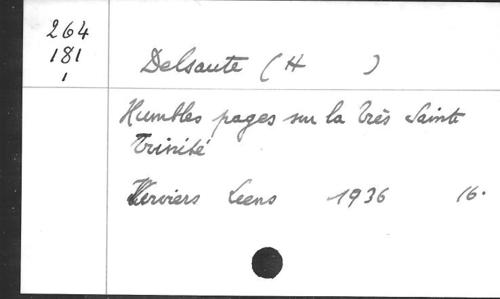 264
181
1
Delsaute (H )
Humbles pages sur la Très Sainte
Trinité
Verviers Leens 1936 16.